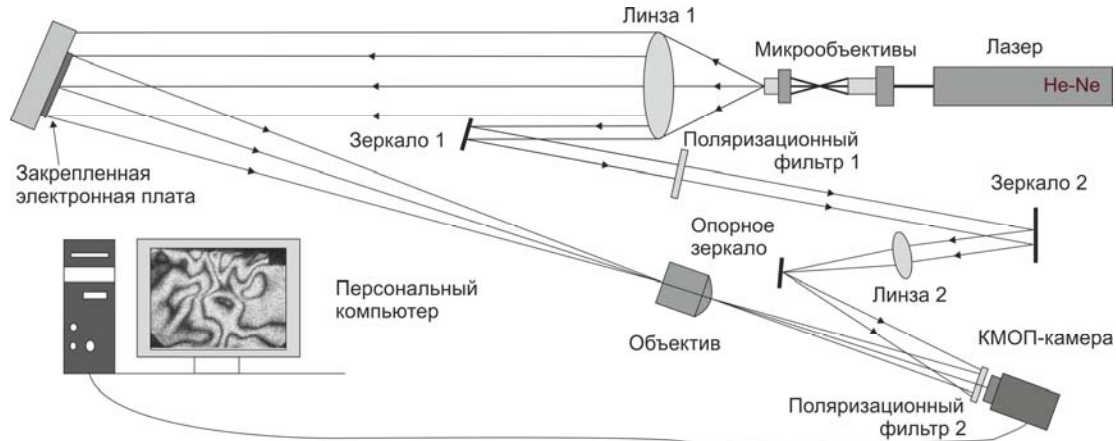 Линза 1
Микрообъективы
Лазер
He-Ne
Зеркало 1
Поляризационный
фильтр 1
Закрепленная
электронная плата
Зеркало 2
Опорное
зеркало
Линза 2
Персональный
компьютер
Объектив
КМОП-камера
Поляризационный
фильтр 2